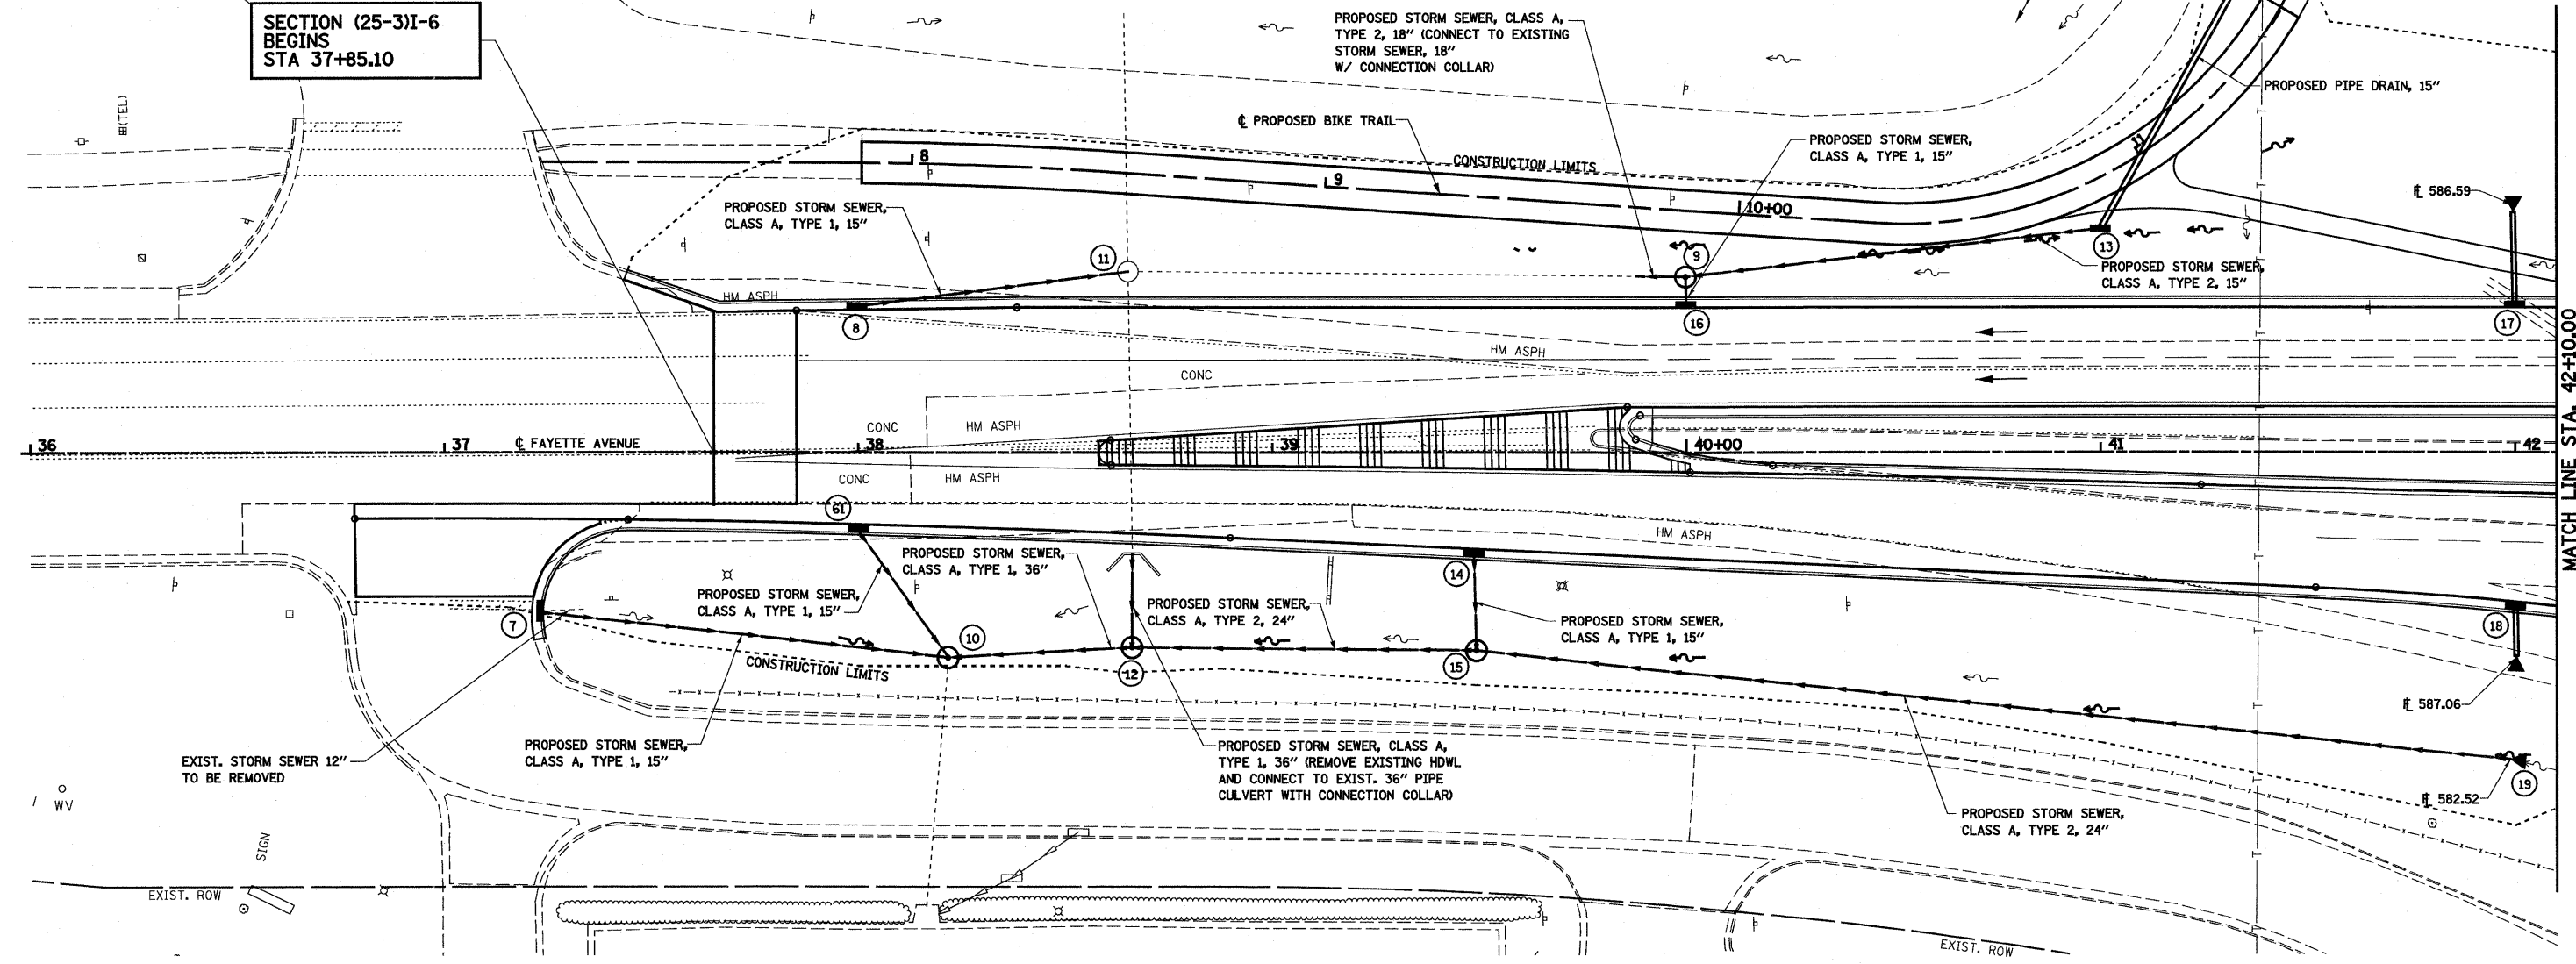 SECTION (25-3)I-6
BEGINS
STA 37+85.10
PROPOSED STORM SEWER, CLASS A,
TYPE 2, 18" (CONNECT TO EXISTING
STORM SEWER, 18"
W/ CONNECTION COLLAR)
PROPOSED PIPE DRAIN, 15"
(TEL)
℄ PROPOSED BIKE TRAIL
PROPOSED STORM SEWER,
CLASS A, TYPE 1, 15"
CONSTRUCTION LIMITS
8
9
10+00
11
586.59
PROPOSED STORM SEWER,
CLASS A, TYPE 1, 15"
11
9
13
PROPOSED STORM SEWER,
CLASS A, TYPE 2, 15"
HM ASPH
8
16
17
HM ASPH
CONC
MATCH LINE STA. 42+10.00
CONC
HM ASPH
36
37
℄ FAYETTE AVENUE
38
39
40+00
41
42
CONC
HM ASPH
61
HM ASPH
PROPOSED STORM SEWER,
CLASS A, TYPE 1, 36"
14
PROPOSED STORM SEWER,
CLASS A, TYPE 1, 15"
PROPOSED STORM SEWER,
CLASS A, TYPE 2, 24"
PROPOSED STORM SEWER,
CLASS A, TYPE 1, 15"
7
10
12
15
18
CONSTRUCTION LIMITS
587.06
EXIST. STORM SEWER 12"
TO BE REMOVED
PROPOSED STORM SEWER,
CLASS A, TYPE 1, 15"
PROPOSED STORM SEWER, CLASS A,
TYPE 1, 36" (REMOVE EXISTING HDWL
AND CONNECT TO EXIST. 36" PIPE
CULVERT WITH CONNECTION COLLAR)
19
582.52
WV
PROPOSED STORM SEWER,
CLASS A, TYPE 2, 24"
SIGN
EXIST. ROW
EXIST. ROW